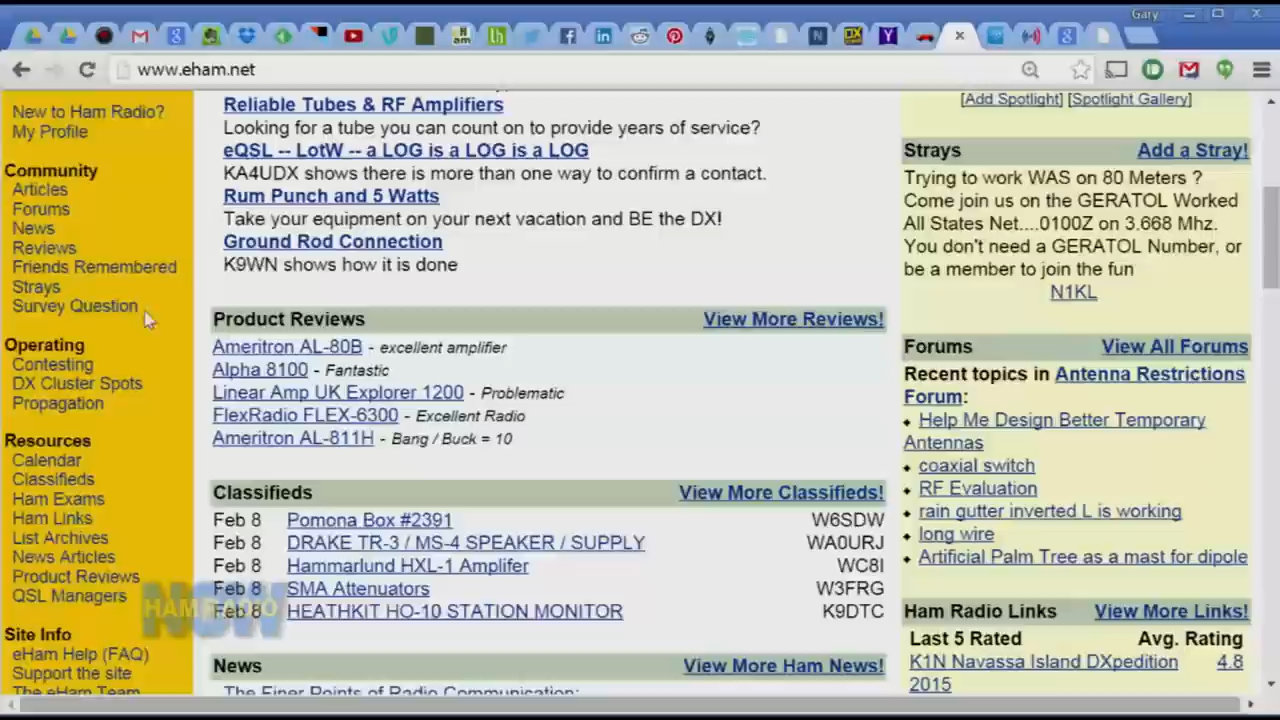 Gary
www.eham.net
New to Ham Radio?
My Profile
Community
Articles
Forums
News
Reviews
Friends Remembered
Strays
Survey Question
Operating
Contesting
DX Cluster Spots
Propagation
Resources
Calendar
Classifieds
Ham Exams
Ham Links
List Archives
News Articles
Product Reviews
QSL Managers
Site Info
eHam Help (FAQ)
Support the site
The eHam Team
Reliable Tubes & RF Amplifiers
Looking for a tube you can count on to provide years of service?
eQSL -- LotW -- a LOG is a LOG is a LOG
KA4UDX shows there is more than one way to confirm a contact.
Rum Punch and 5 Watts
Take your equipment on your next vacation and BE the DX!
Ground Rod Connection
K9WN shows how it is done
Product Reviews View More Reviews!
Ameritron AL-80B - excellent amplifier
Alpha 8100 - Fantastic
Linear Amp UK Explorer 1200 - Problematic
FlexRadio FLEX-6300 - Excellent Radio
Ameritron AL-811H - Bang / Buck = 10
Classifieds View More Classifieds!
Feb 8 Pomona Box #2391 W6SDW
Feb 8 DRAKE TR-3 / MS-4 SPEAKER / SUPPLY WA0URJ
Feb 8 Hammarlund HXL-1 Amplifer WC8I
Feb 8 SMA Attenuators W3FRG
Feb 8 HEATHKIT HO-10 STATION MONITOR K9DTC
News View More Ham News!
The Finer Points of Radio Communication:
[Add Spotlight] [Spotlight Gallery]
Strays Add a Stray!
Trying to work WAS on 80 Meters ?
Come join us on the GERATOL Worked
All States Net....0100Z on 3.668 Mhz.
You don't need a GERATOL Number, or
be a member to join the fun
N1KL
Forums View All Forums
Recent topics in Antenna Restrictions
Forum:
Help Me Design Better Temporary
Antennas
coaxial switch
RF Evaluation
rain gutter inverted L is working
long wire
Artificial Palm Tree as a mast for dipole
Ham Radio Links View More Links!
Last 5 Rated Avg. Rating
K1N Navassa Island DXpedition 4.8
2015
HAM RADIO
NOW